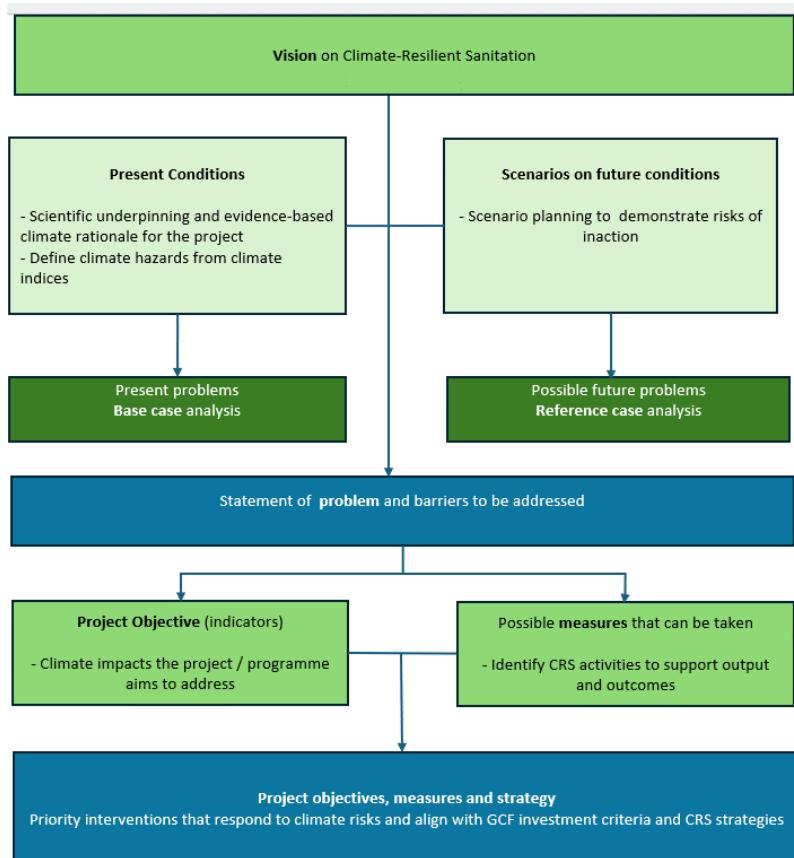 Vision on Climate-Resilient Sanitation
Present Conditions
- Scientific underpinning and evidence-based
climate rationale for the project
- Define climate hazards from climate
indices
Scenarios on future conditions
- Scenario planning to demonstrate risks of
inaction
Present problems
Base case analysis
Possible future problems
Reference case analysis
Statement of problem and barriers to be addressed
Project Objective (indicators)
- Climate impacts the project / programme
aims to address
Possible measures that can be taken
- Identify CRS activities to support output
and outcomes
Project objectives, measures and strategy
Priority interventions that respond to climate risks and align with GCF investment criteria and CRS strategies